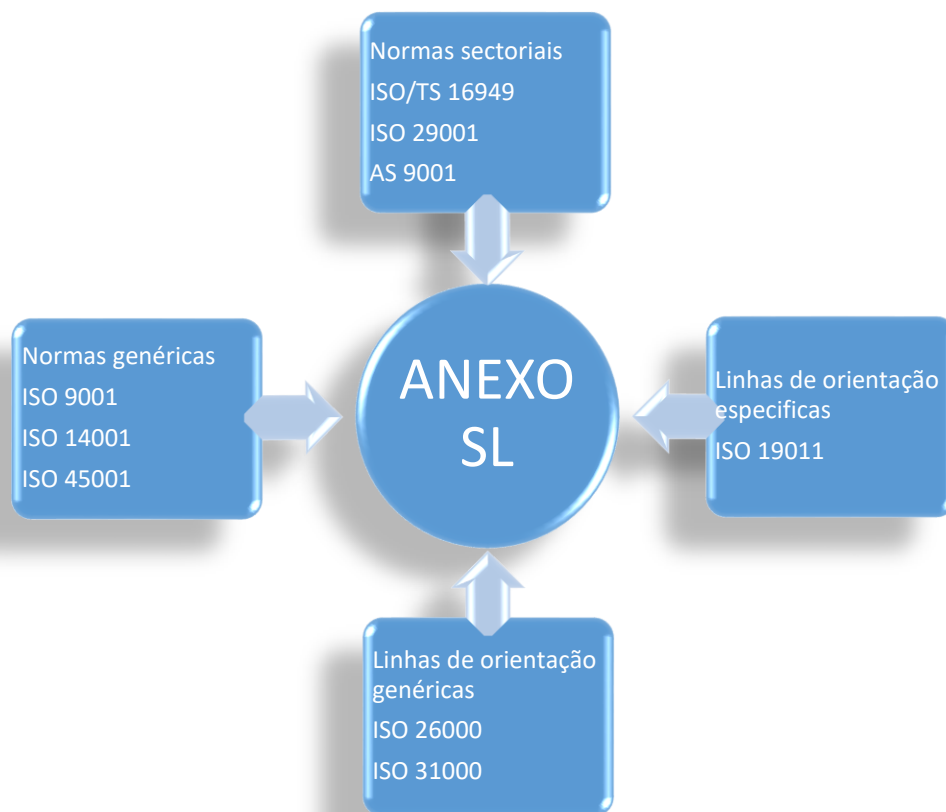 Normas sectoriais
ISO/TS 16949
ISO 29001
AS 9001
Normas genéricas
ISO 9001
ISO 14001
ISO 45001
ANEXO
SL
Linhas de orientação
especificas
ISO 19011
Linhas de orientação
genéricas
ISO 26000
ISO 31000